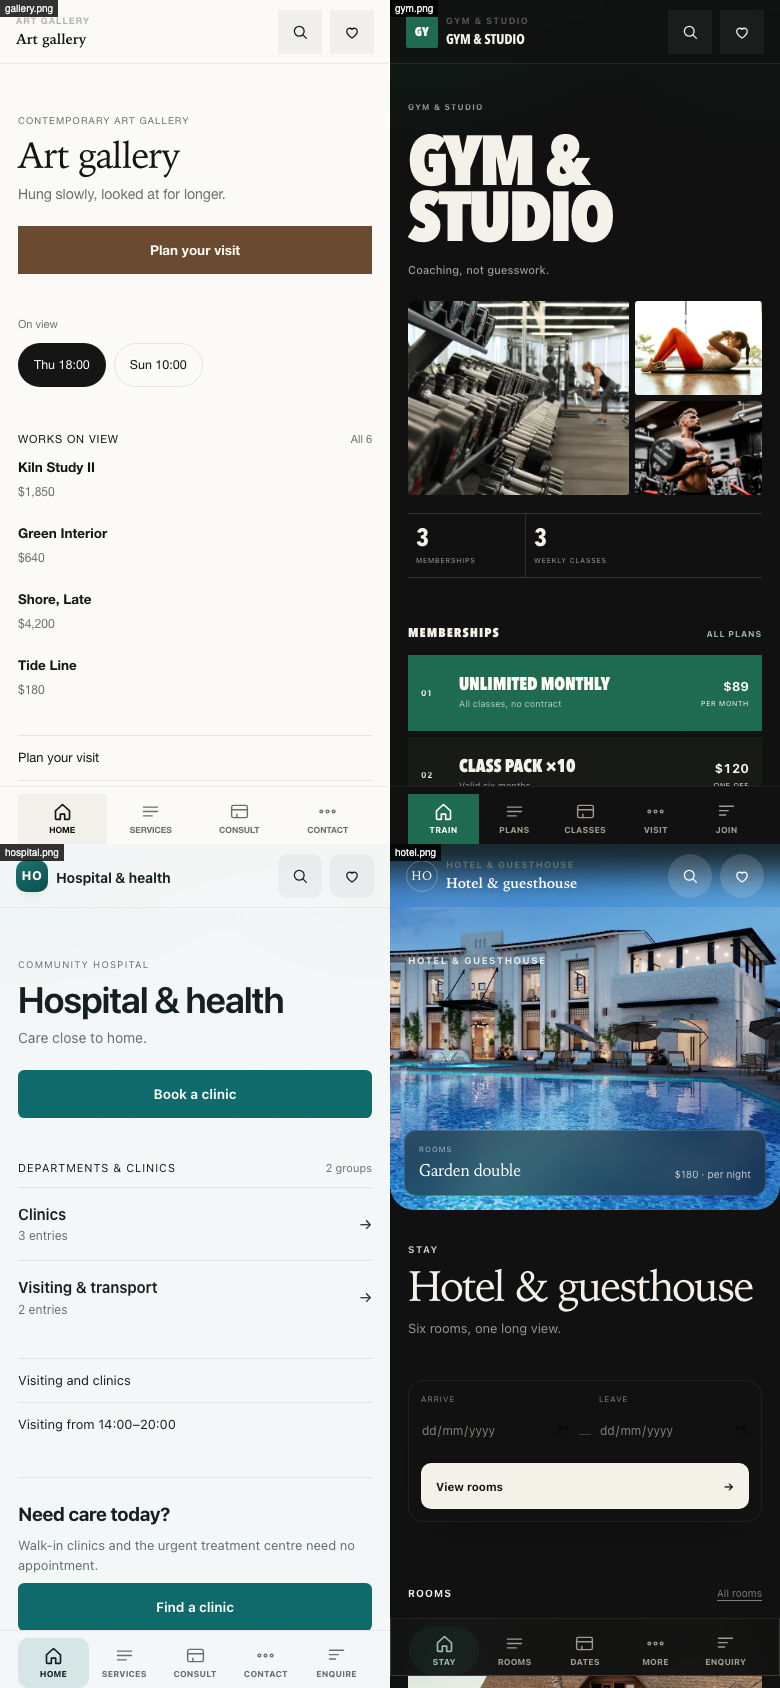 gallery.png
ART GALLERY
Art gallery
CONTEMPORARY ART GALLERY
Art gallery
Hung slowly, looked at for longer.
Plan your visit
On view
Thu 18:00
Sun 10:00
WORKS ON VIEW
All 6
Kiln Study II
$1,850
Green Interior
$640
Shore, Late
$4,200
Tide Line
$180
Plan your visit
HOME
SERVICES
CONSULT
CONTACT
gym.png
GY
GYM & STUDIO
GYM & STUDIO
GYM & STUDIO
GYM &
STUDIO
Coaching, not guesswork.
3
MEMBERSHIPS
3
WEEKLY CLASSES
MEMBERSHIPS
ALL PLANS
01
UNLIMITED MONTHLY
All classes, no contract
$89
PER MONTH
02
CLASS PACK ×10
Valid six months
$120
ONE-OFF
TRAIN
PLANS
CLASSES
VISIT
JOIN
hospital.png
HO
Hospital & health
COMMUNITY HOSPITAL
Hospital & health
Care close to home.
Book a clinic
DEPARTMENTS & CLINICS
2 groups
Clinics
3 entries
Visiting & transport
2 entries
Visiting and clinics
Visiting from 14:00–20:00
Need care today?
Walk-in clinics and the urgent treatment centre need no
appointment.
Find a clinic
HOME
SERVICES
CONSULT
CONTACT
ENQUIRE
hotel.png
HO
HOTEL & GUESTHOUSE
Hotel & guesthouse
HOTEL & GUESTHOUSE
ROOMS
Garden double
$180 · per night
STAY
Hotel & guesthouse
Six rooms, one long view.
ARRIVE
LEAVE
dd/mm/yyyy
—
dd/mm/yyyy
View rooms
ROOMS
All rooms
STAY
ROOMS
DATES
MORE
ENQUIRY